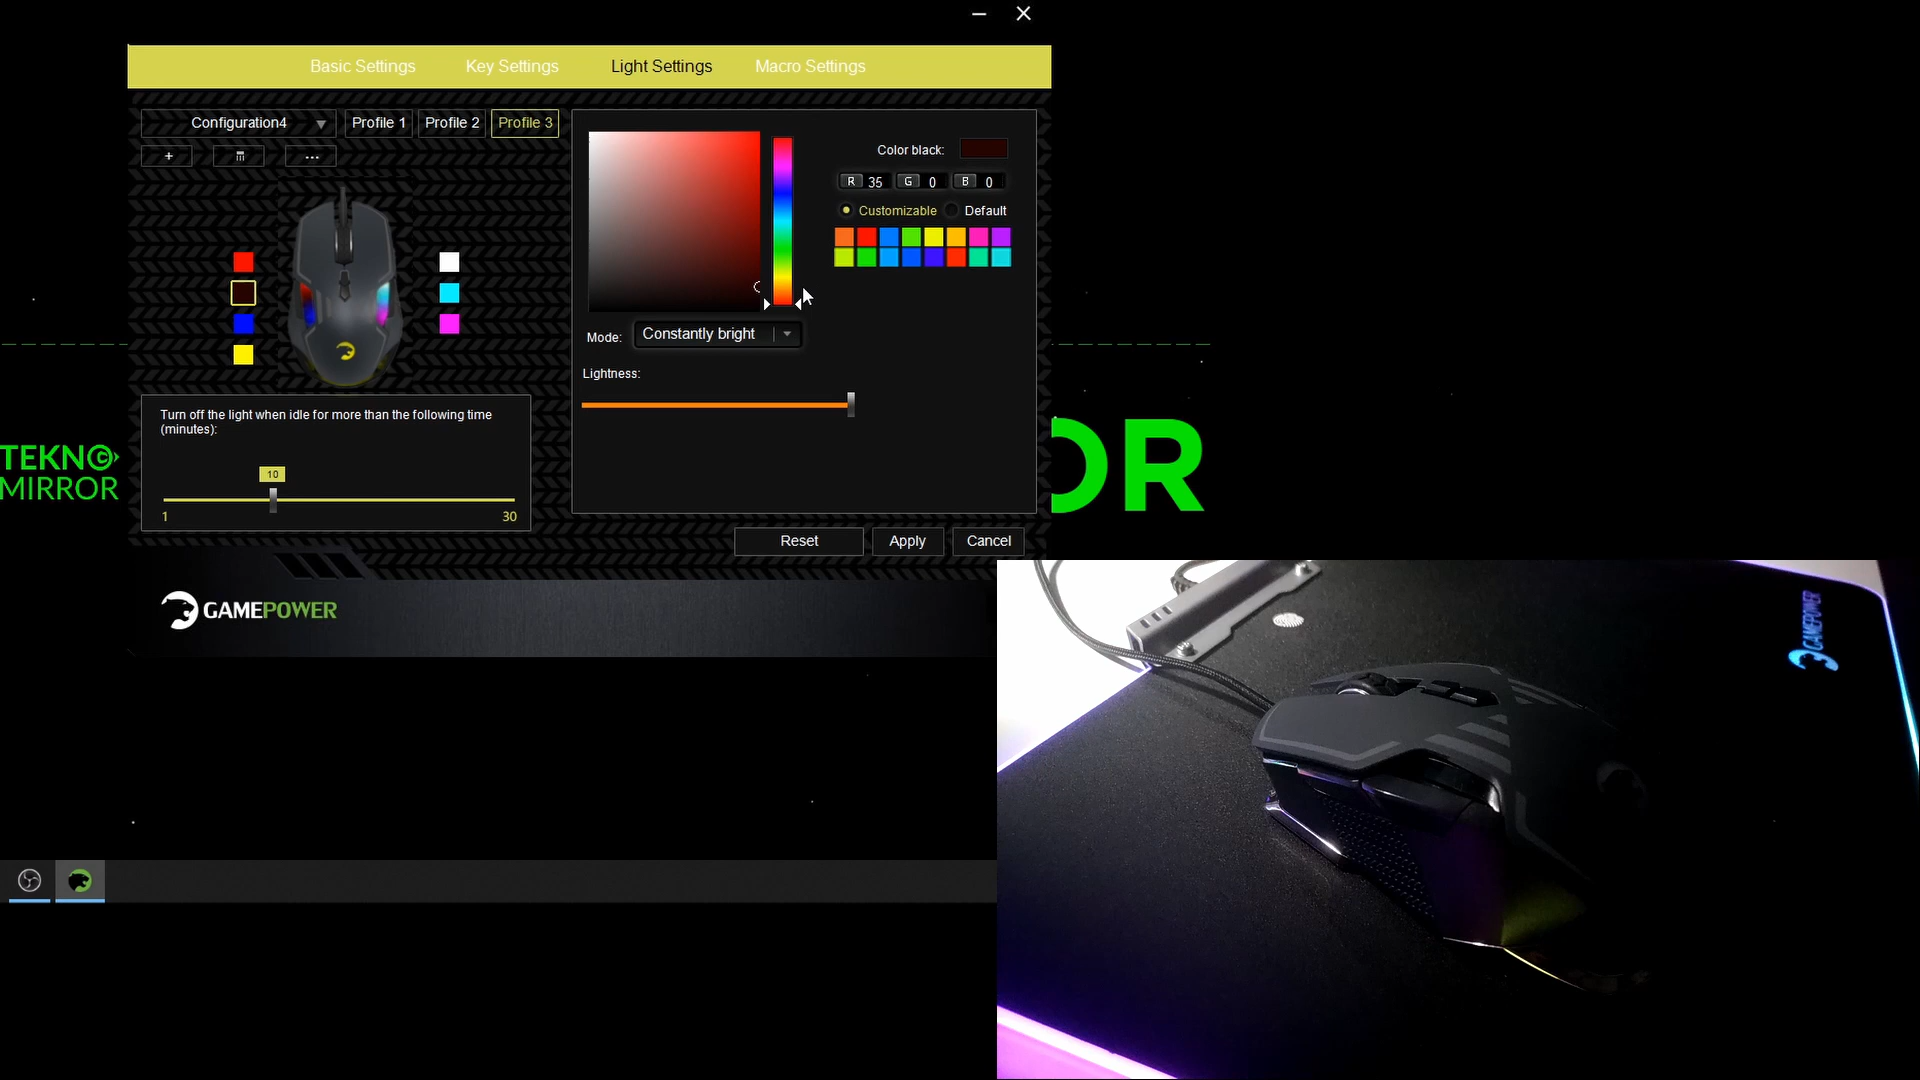 Basic Settings
Key Settings
Light Settings
Macro Settings
Configuration4
Profile 1
Profile 2
Profile 3
+
...
Color black:
R 35 G 0 B 0
Customizable
Default
Mode: Constantly bright
Lightness:
Turn off the light when idle for more than the following time
(minutes):
10
1
30
Reset
Apply
Cancel
TEKNO
MIRROR
OR
GAMEPOWER
GAMEPOWER